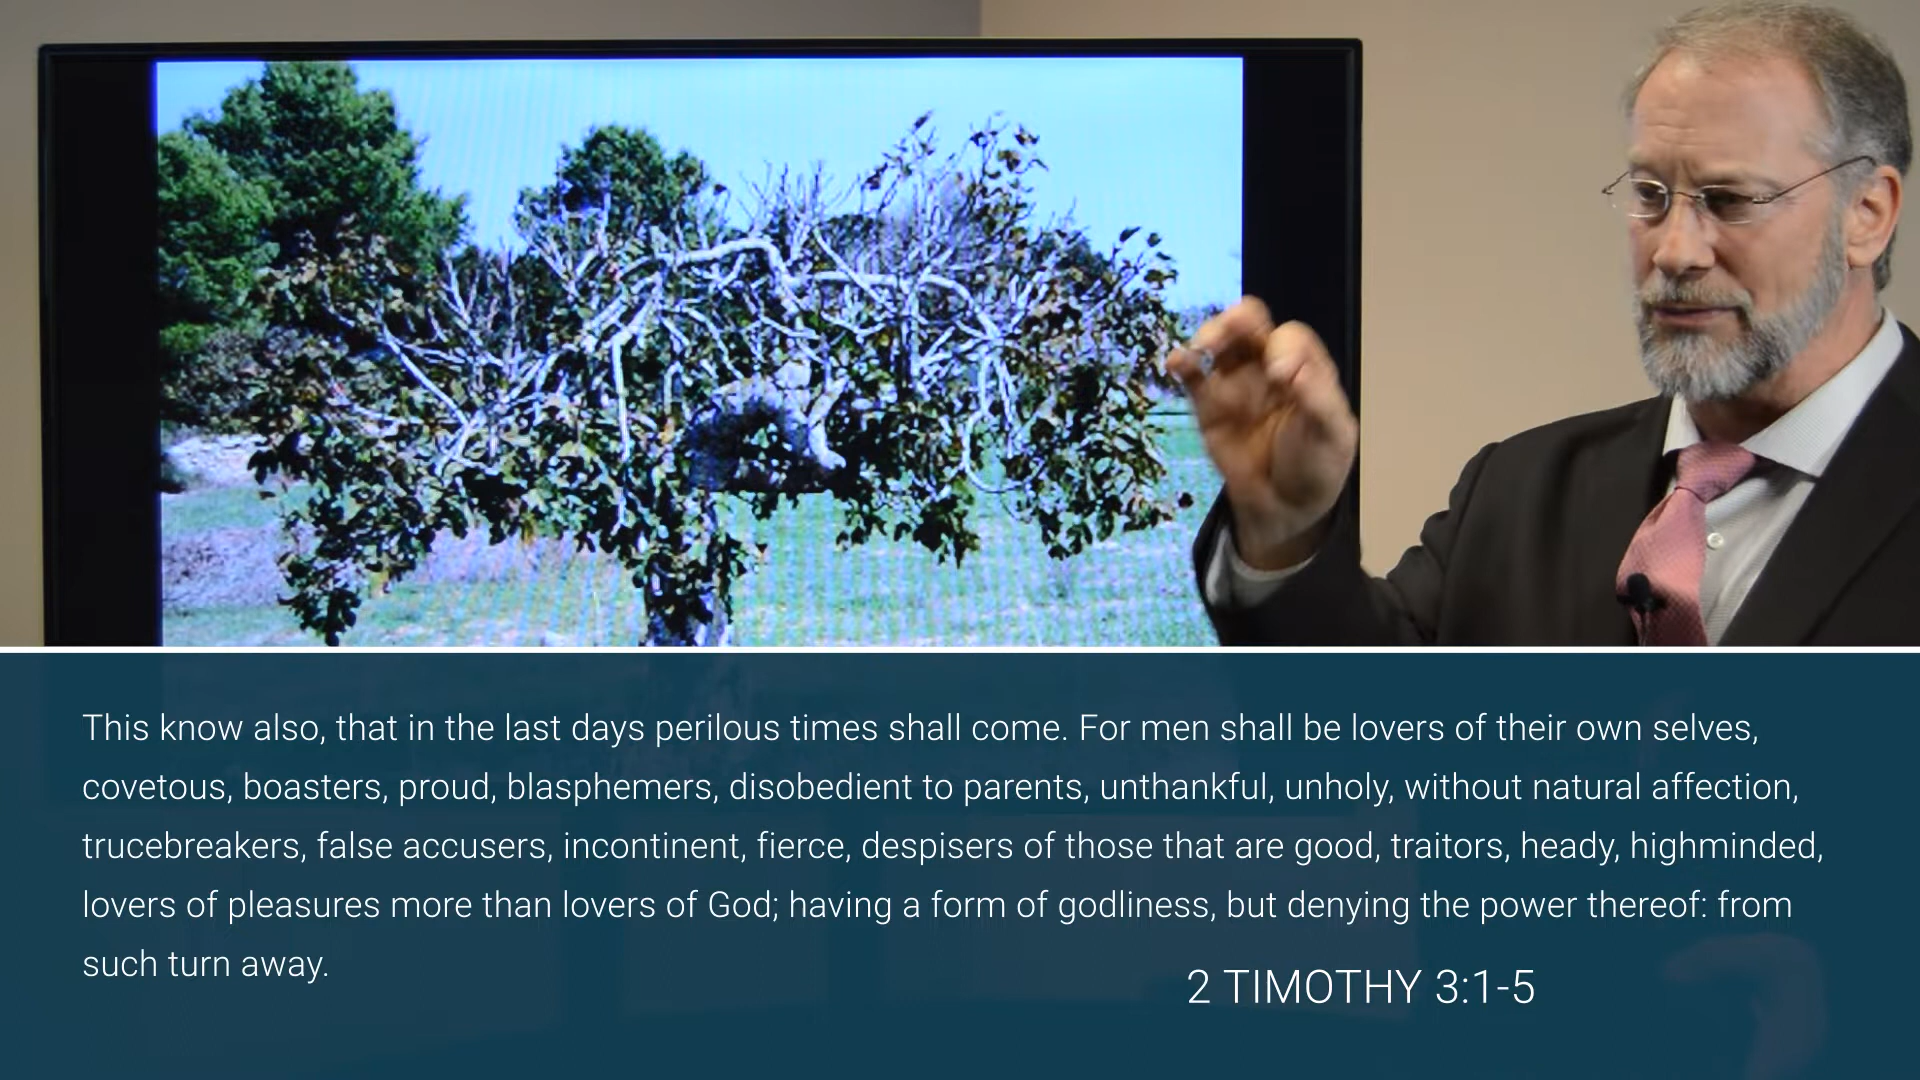 This know also, that in the last days perilous times shall come. For men shall be lovers of their own selves,
covetous, boasters, proud, blasphemers, disobedient to parents, unthankful, unholy, without natural affection,
trucebreakers, false accusers, incontinent, fierce, despisers of those that are good, traitors, heady, highminded,
lovers of pleasures more than lovers of God; having a form of godliness, but denying the power thereof: from
such turn away.
2 TIMOTHY 3:1-5